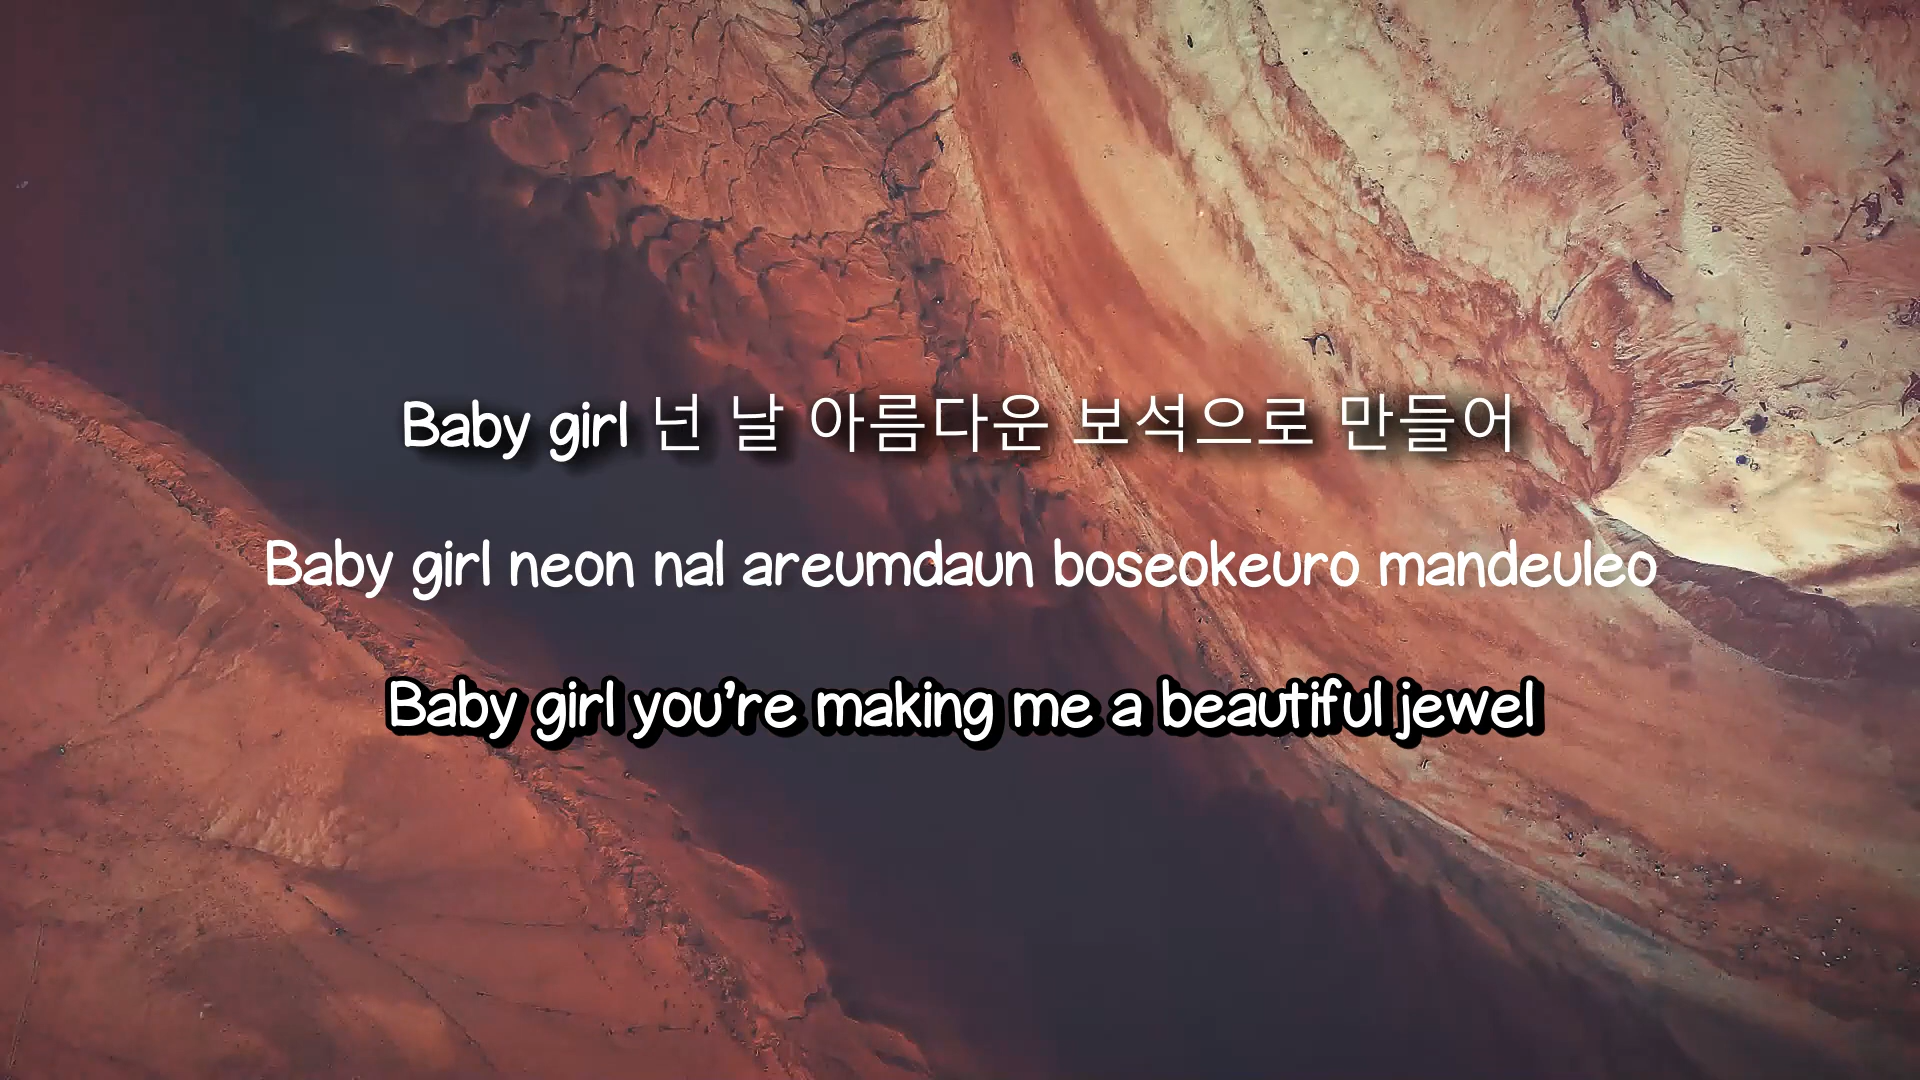 Baby girl 넌 날 아름다운 보석으로 만들어
Baby girl neon nal areumdaun boseokeuro mandeuleo
Baby girl you're making me a beautiful jewel